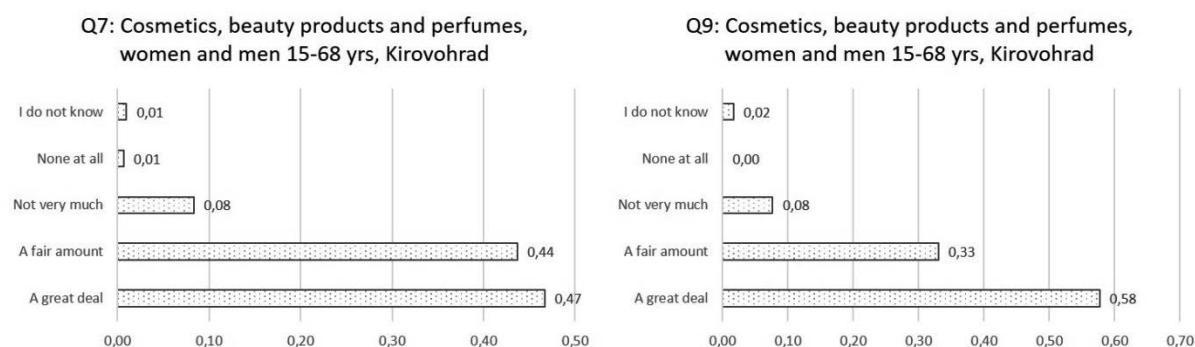 Q7: Cosmetics, beauty products and perfumes,
women and men 15-68 yrs, Kirovohrad
I do not know
0,01
None at all
0,01
Not very much
0,08
A fair amount
0,44
A great deal
0,47
0,00 0,10 0,20 0,30 0,40 0,50
Q9: Cosmetics, beauty products and perfumes,
women and men 15-68 yrs, Kirovohrad
I do not know
0,02
None at all
0,00
Not very much
0,08
A fair amount
0,33
A great deal
0,58
0,00 0,10 0,20 0,30 0,40 0,50 0,60 0,70